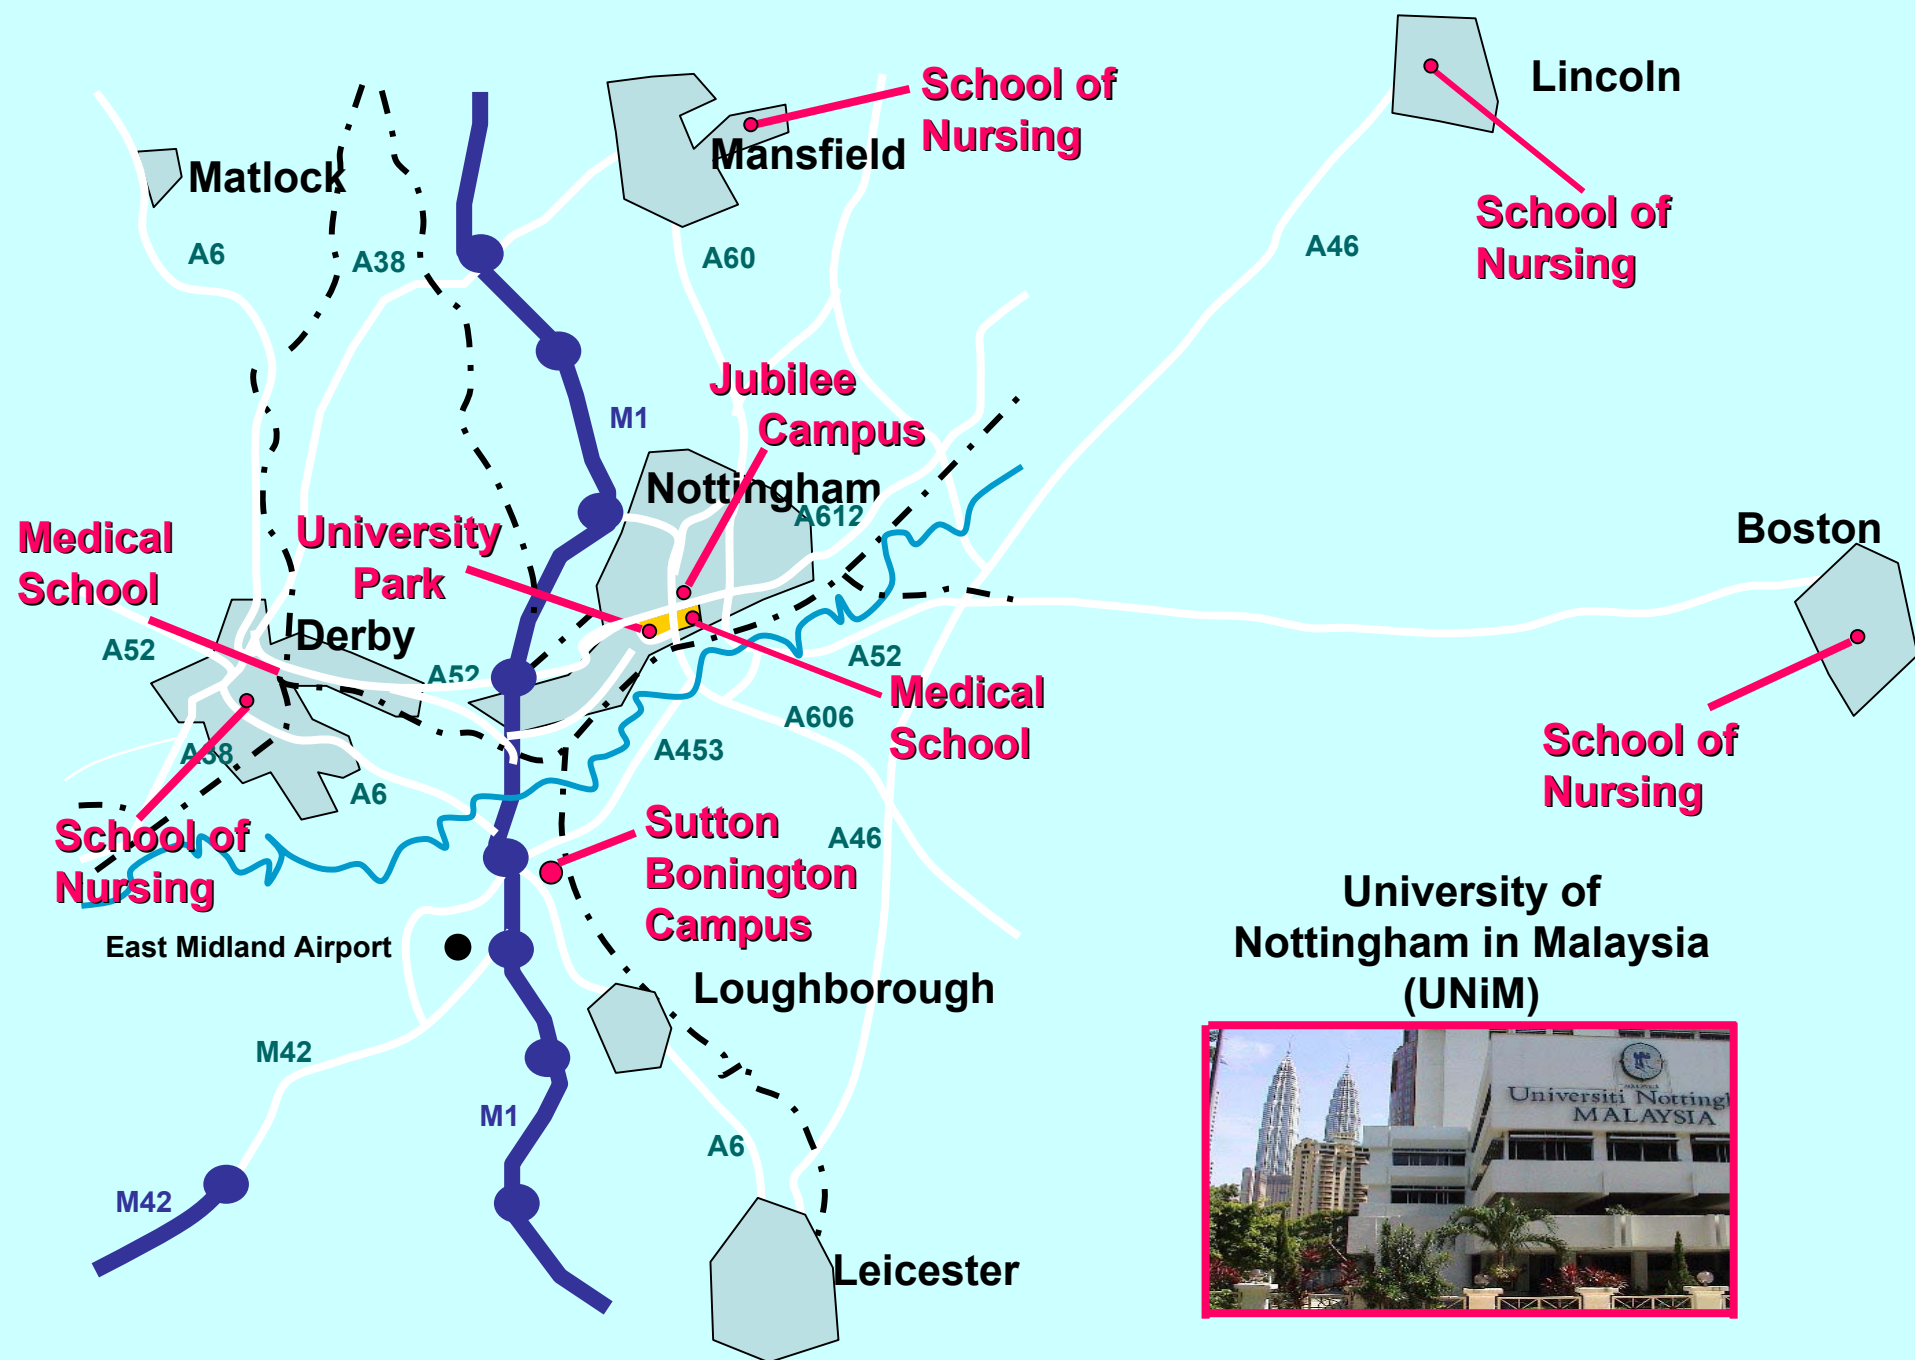 School of
Nursing
Lincoln
Matlock
Mansfield
School of
Nursing
A6
A38
A60
A46
Jubilee
Campus
M1
Nottingham
A612
Boston
Medical
School
University
Park
Derby
A52
A52
A52
Medical
School
A606
A453
School of
Nursing
A38
A6
School of
Nursing
Sutton
Bonington
Campus
A46
East Midland Airport
Loughborough
University of
Nottingham in Malaysia
(UNiM)
M42
M1
A6
M42
Leicester
Universiti Notting
MALAYSIA